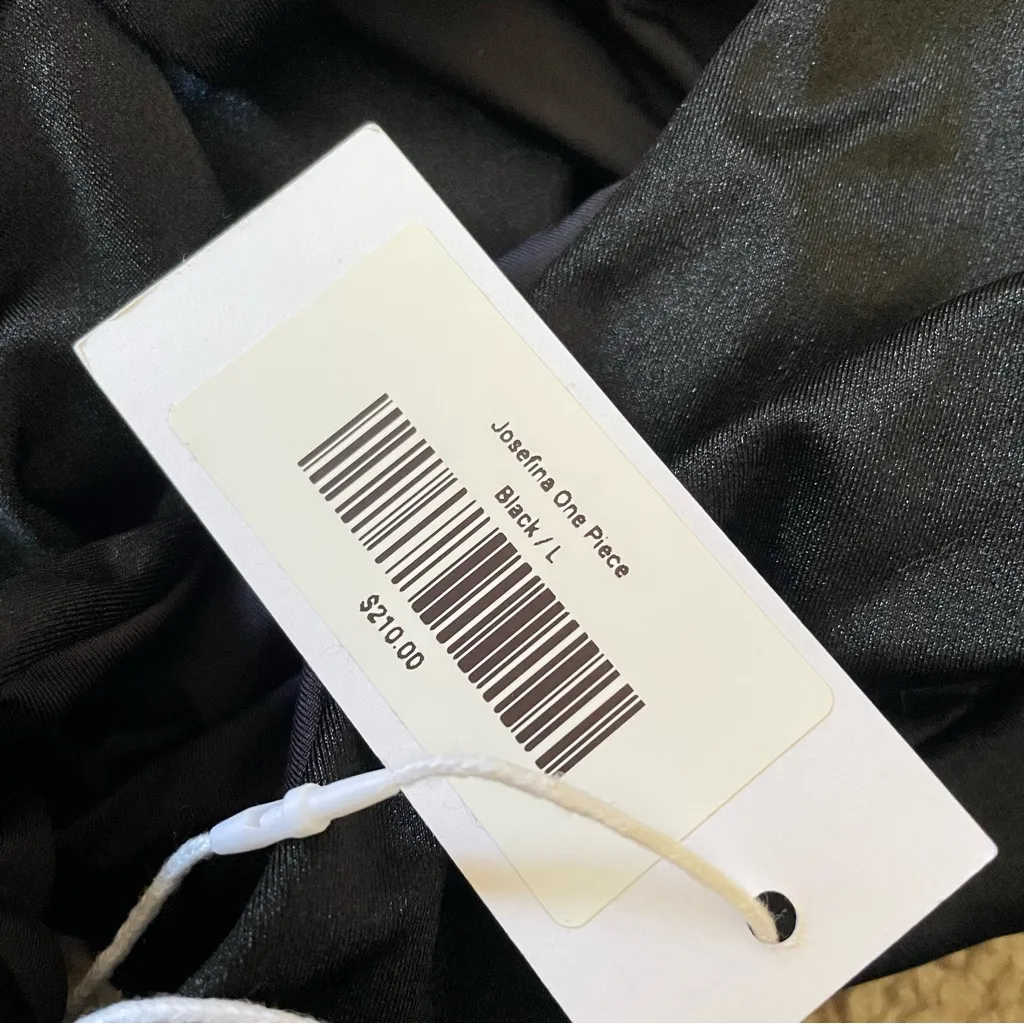 Josefina One Piece
Black / L
$210.00